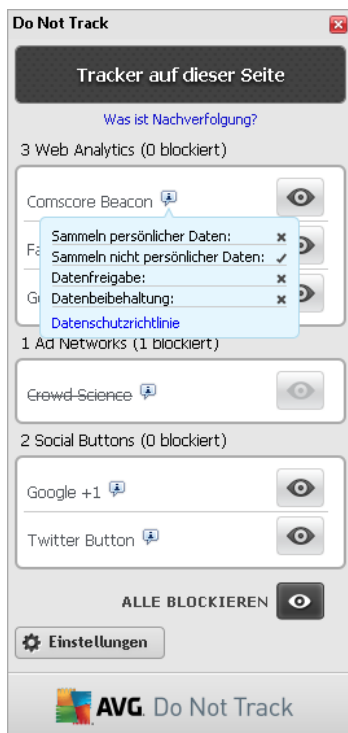 Do Not Track
Tracker auf dieser Seite
Was ist Nachverfolgung?
3 Web Analytics (0 blockiert)
Comscore Beacon
Sammeln persönlicher Daten:
Sammeln nicht persönlicher Daten:
Datenfreigabe:
Datenbeibehaltung:
Datenschutzrichtlinie
1 Ad Networks (1 blockiert)
Crowd Science
2 Social Buttons (0 blockiert)
Google +1
Twitter Button
ALLE BLOCKIEREN
Einstellungen
AVG. Do Not Track